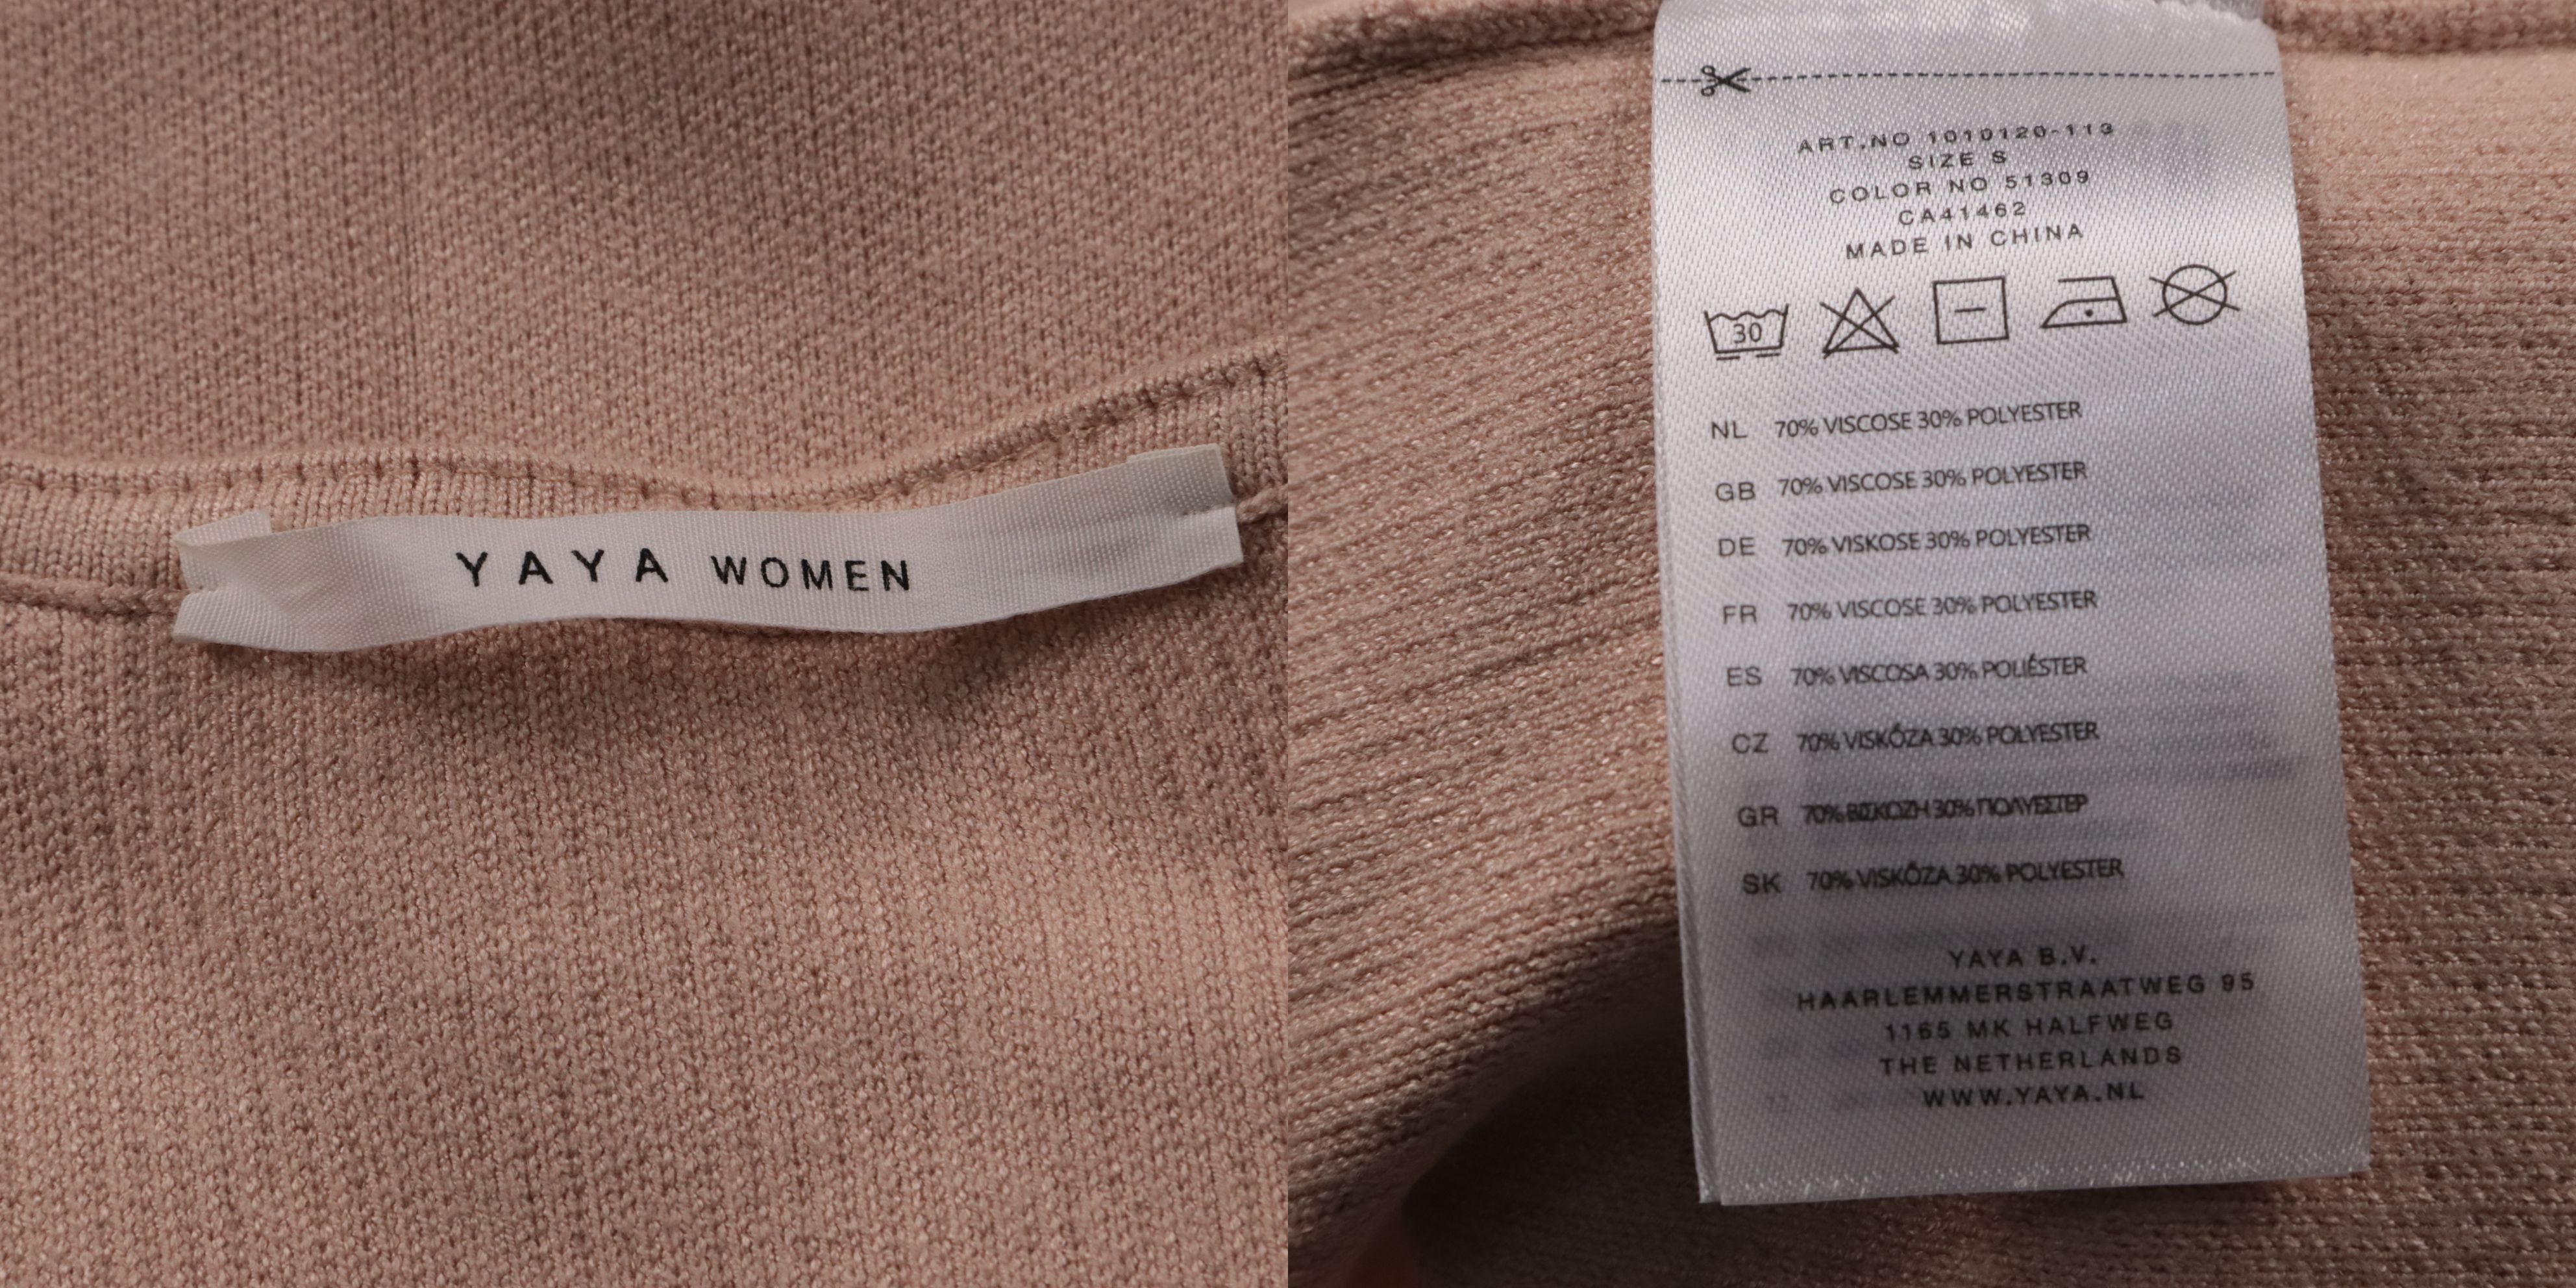 YAYA WOMEN
ART.NO 1010120-113
SIZE S
COLOR NO 51309
CA41462
MADE IN CHINA
30
NL 70% VISCOSE 30% POLYESTER
GB 70% VISCOSE 30% POLYESTER
DE 70% VISKOSE 30% POLYESTER
FR 70% VISCOSE 30% POLYESTER
ES 70% VISCOSA 30% POLIÉSTER
CZ 70% VISKÓZA 30% POLYESTER
GR 70% ΒΙΣΚΟΖΗ 30% ΠΟΛΥΕΣΤΕΡ
SK 70% VISKÓZA 30% POLYESTER
YAYA B.V.
HAARLEMMERSTRAATWEG 95
1165 MK HALFWEG
THE NETHERLANDS
WWW.YAYA.NL